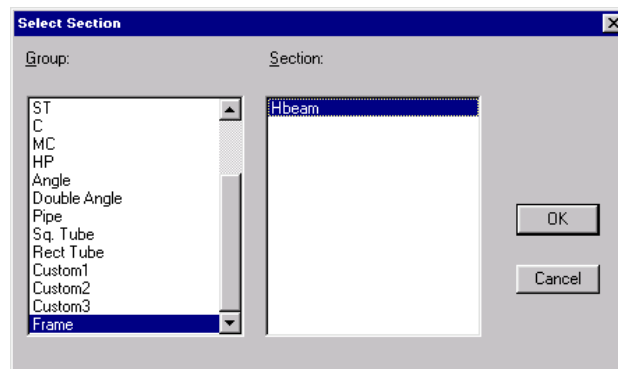 Select Section
Group:
Section:
ST
C
MC
HP
Angle
Double Angle
Pipe
Sq. Tube
Rect Tube
Custom1
Custom2
Custom3
Frame
Hbeam
OK
Cancel